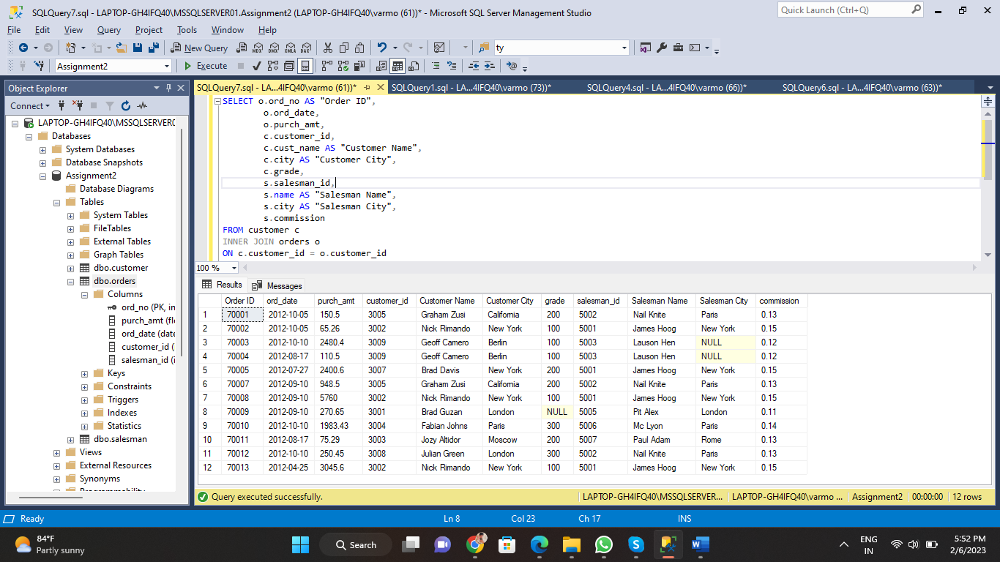 SQLQuery7.sql - LAPTOP-GH4IFQ40\MSSQLSERVER01.Assignment2 (LAPTOP-GH4IFQ40\varmo (61))* - Microsoft SQL Server Management Studio
Quick Launch (Ctrl+Q)
File Edit View Query Project Tools Window Help
New Query MDX DMX XMLA DAX ty
Assignment2 Execute
Object Explorer
SQLQuery7.sql - LA...4IFQ40\varmo (61))* SQLQuery1.sql - LA...4IFQ40\varmo (73))* SQLQuery4.sql - LA...4IFQ40\varmo (66))* SQLQuery6.sql - LA...4IFQ40\varmo (63))*
Connect
LAPTOP-GH4IFQ40\MSSQLSERVER0
Databases
System Databases
Database Snapshots
Assignment2
Database Diagrams
Tables
System Tables
FileTables
External Tables
Graph Tables
dbo.customer
dbo.orders
Columns
ord_no (PK, in
purch_amt (flo
ord_date (date
customer_id (
salesman_id (i
Keys
Constraints
Triggers
Indexes
Statistics
dbo.salesman
Views
External Resources
Synonyms
Programmability
SELECT o.ord_no AS "Order ID",
o.ord_date,
o.purch_amt,
c.customer_id,
c.cust_name AS "Customer Name",
c.city AS "Customer City",
c.grade,
s.salesman_id,
s.name AS "Salesman Name",
s.city AS "Salesman City",
s.commission
FROM customer c
INNER JOIN orders o
ON c.customer_id = o.customer_id
100 %
Results Messages
Order ID ord_date purch_amt customer_id Customer Name Customer City grade salesman_id Salesman Name Salesman City commission
1 70001 2012-10-05 150.5 3005 Graham Zusi California 200 5002 Nail Knite Paris 0.13
2 70002 2012-10-05 65.26 3002 Nick Rimando New York 100 5001 James Hoog New York 0.15
3 70003 2012-10-10 2480.4 3009 Geoff Camero Berlin 100 5003 Lauson Hen NULL 0.12
4 70004 2012-08-17 110.5 3009 Geoff Camero Berlin 100 5003 Lauson Hen NULL 0.12
5 70005 2012-07-27 2400.6 3007 Brad Davis New York 200 5001 James Hoog New York 0.15
6 70007 2012-09-10 948.5 3005 Graham Zusi California 200 5002 Nail Knite Paris 0.13
7 70008 2012-09-10 5760 3002 Nick Rimando New York 100 5001 James Hoog New York 0.15
8 70009 2012-09-10 270.65 3001 Brad Guzan London NULL 5005 Pit Alex London 0.11
9 70010 2012-10-10 1983.43 3004 Fabian Johns Paris 300 5006 Mc Lyon Paris 0.14
10 70011 2012-08-17 75.29 3003 Jozy Altidor Moscow 200 5007 Paul Adam Rome 0.13
11 70012 2012-10-10 250.45 3008 Julian Green London 300 5002 Nail Knite Paris 0.13
12 70013 2012-04-25 3045.6 3002 Nick Rimando New York 100 5001 James Hoog New York 0.15
Query executed successfully. LAPTOP-GH4IFQ40\MSSQLSERVER... LAPTOP-GH4IFQ40\varmo ... Assignment2 00:00:00 12 rows
Ready Ln 8 Col 23 Ch 17 INS
84°F
Partly sunny
Search
ENG
IN
5:52 PM
2/6/2023